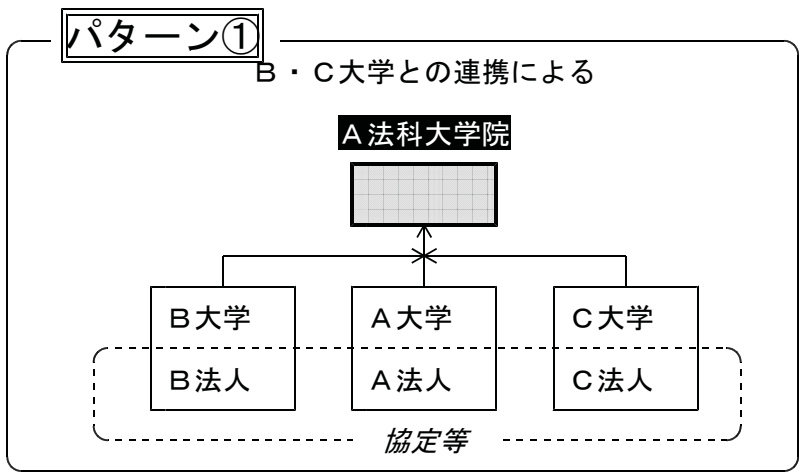 パターン①
Ｂ・Ｃ大学との連携による
Ａ法科大学院
Ｂ大学 Ａ大学 Ｃ大学
Ｂ法人 Ａ法人 Ｃ法人
協定等